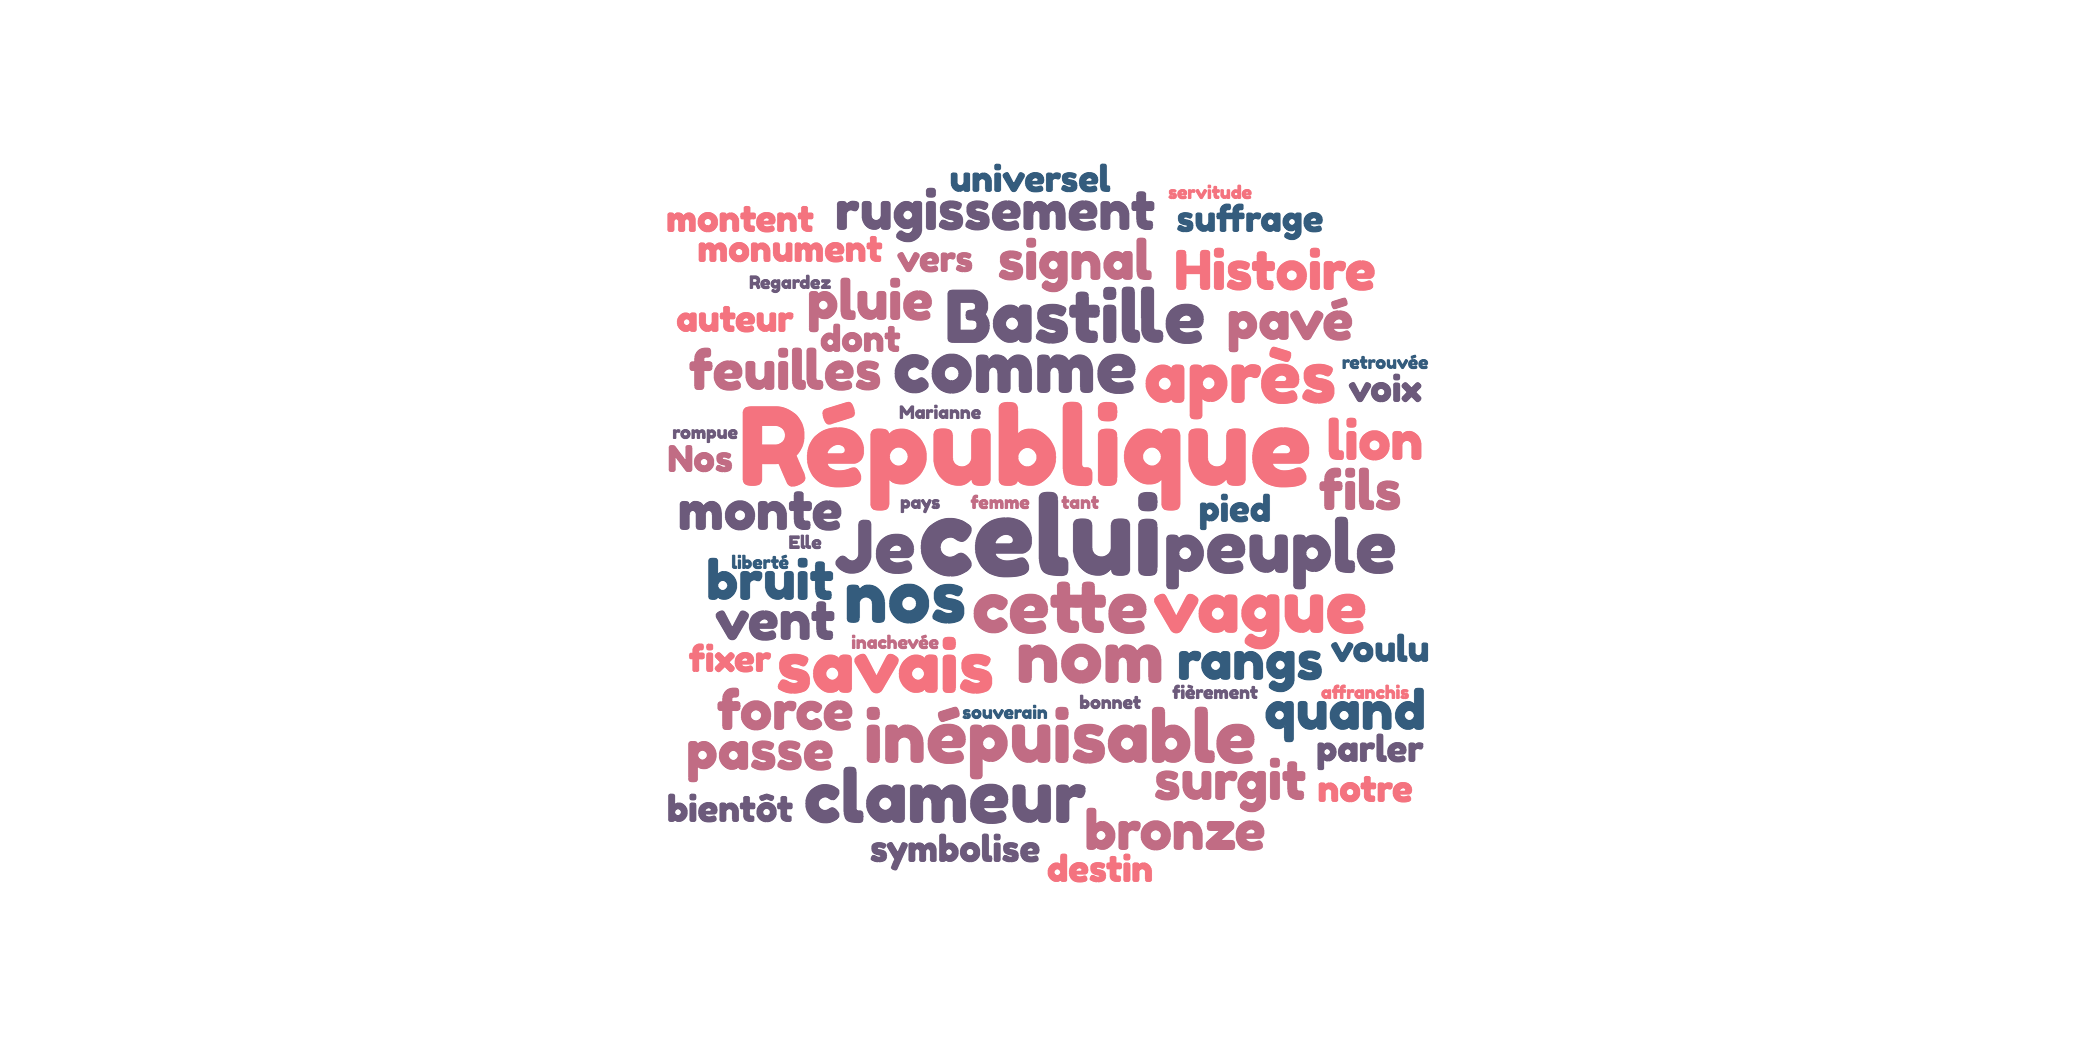 universel
servitude
montent rugissement suffrage
monument vers signal Histoire
Regardez pluie Bastille pavé
auteur dont
feuilles comme après retrouvée
voix
Marianne
rompue République lion
Nos fils
monte pays femme tant pied
Elle Je celui peuple
liberté
bruit nos cette vague
vent
inachevée voulu
fixer savais nom rangs
bonnet fièrement affranchis
force souverain quand
passe inépuisable parler
surgit notre
bientôt clameur
bronze
symbolise
destin